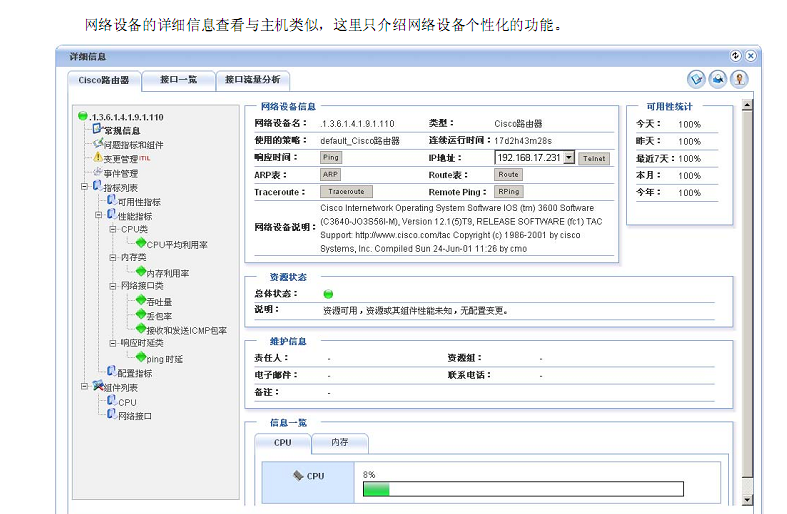 网络设备的详细信息查看与主机类似，这里只介绍网络设备个性化的功能。
详细信息
Cisco路由器 接口一览 接口流量分析
.1.3.6.1.4.1.9.1.110
常规信息
问题指标和组件
变更管理ITIL
事件管理
指标列表
可用性指标
性能指标
CPU类
CPU平均利用率
内存类
内存利用率
网络接口类
吞吐量
丢包率
接收和发送ICMP包率
响应时延类
ping 时延
配置指标
组件列表
CPU
网络接口
网络设备信息
网络设备名： .1.3.6.1.4.1.9.1.110 类型： Cisco路由器
使用的策略： default_Cisco路由器 连续运行时间：17d2h43m28s
响应时间： Ping IP地址： 192.168.17.231 Telnet
ARP表： ARP Route表： Route
Traceroute： Traceroute Remote Ping： RPing
网络设备说明：
Cisco Internetwork Operating System Software IOS (tm) 3600 Software
(C3640-JO3S56I-M), Version 12.1(5)T9, RELEASE SOFTWARE (fc1) TAC
Support: http://www.cisco.com/tac Copyright (c) 1986-2001 by cisco
Systems, Inc. Compiled Sun 24-Jun-01 11:26 by cmo
可用性统计
今天： 100%
昨天： 100%
最近7天：100%
本月： 100%
今年： 100%
资源状态
总体状态：
说明： 资源可用，资源或其组件性能未知，无配置变更。
维护信息
责任人： - 资源组： -
电子邮件： - 联系电话： -
备注： -
信息一览
CPU 内存
CPU 8%